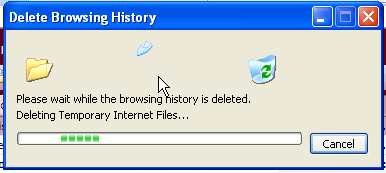 Delete Browsing History
Please wait while the browsing history is deleted.
Deleting Temporary Internet Files...
Cancel